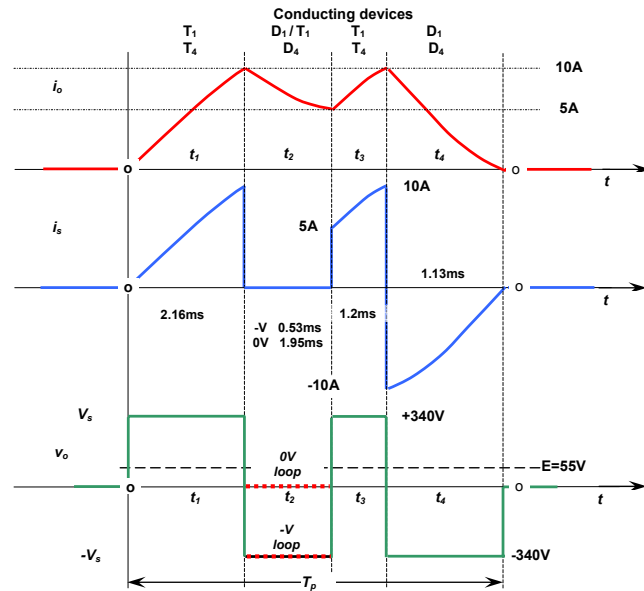 Conducting devices
T1 D1 / T1 T1 D1
T4 D4 T4 D4
10A
io
5A
t1 t2 t3 t4
o o
t
10A
is
5A
1.13ms
o o
t
2.16ms 1.2ms
-V 0.53ms
0V 1.95ms
-10A
Vs +340V
vo 0V
loop E=55V
o o
t1 t2 t3 t4 t
-V
loop
-Vs -340V
Tp